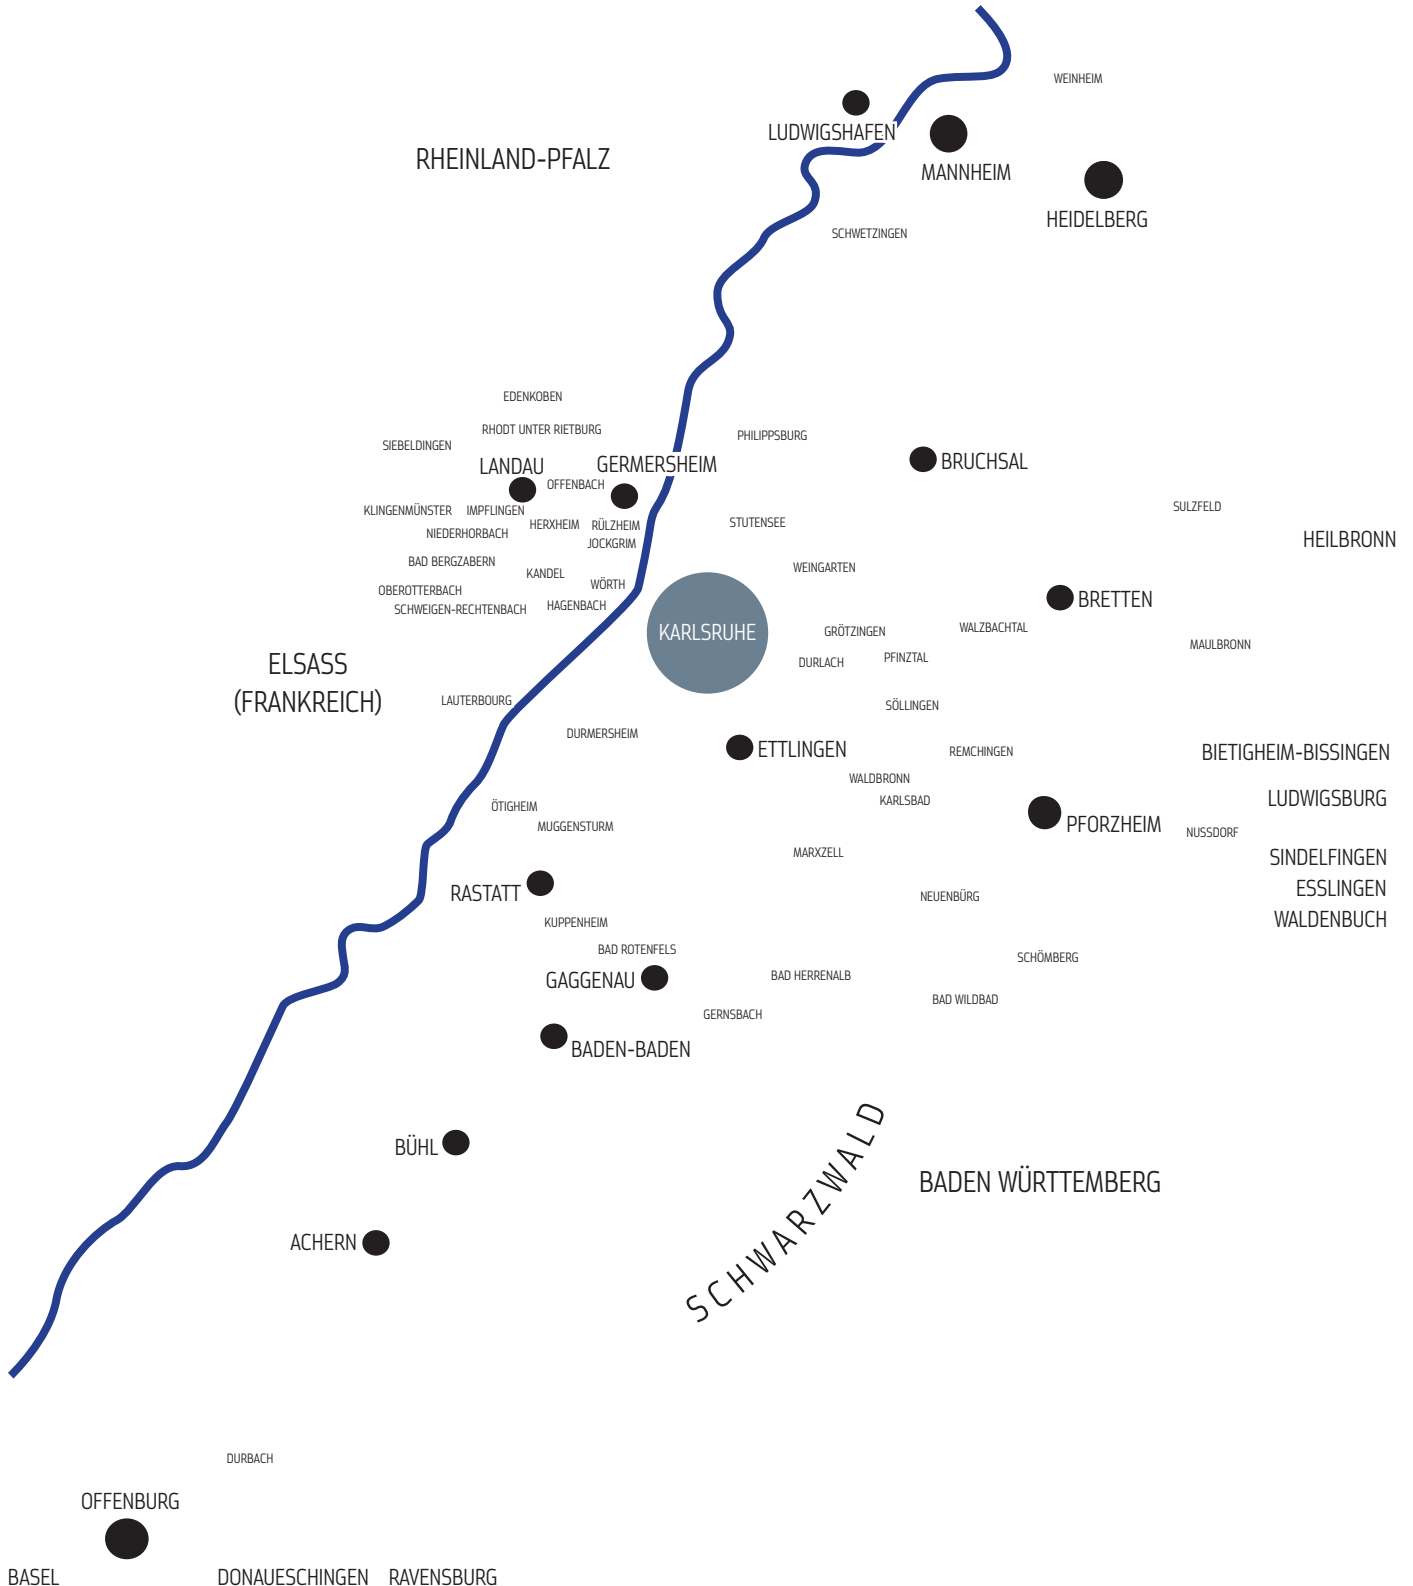 WEINHEIM
LUDWIGSHAFEN
RHEINLAND-PFALZ
MANNHEIM
HEIDELBERG
SCHWETZINGEN
EDENKOBEN
RHODT UNTER RIETBURG
PHILIPPSBURG
SIEBELDINGEN
BRUCHSAL
LANDAU
GERMERSHEIM
OFFENBACH
SULZFELD
KLINGENMÜNSTER
IMPFLINGEN
HERXHEIM
RÜLZHEIM
STUTENSEE
NIEDERHORBACH
HEILBRONN
JOCKGRIM
BAD BERGZABERN
WEINGARTEN
KANDEL
WÖRTH
OBEROTTERBACH
BRETTEN
HAGENBACH
SCHWEIGEN-RECHTENBACH
KARLSRUHE
GRÖTZINGEN
WALZBACHTAL
MAULBRONN
PFINZTAL
DURLACH
ELSASS
(FRANKREICH)
LAUTERBOURG
SÖLLINGEN
DURMERSHEIM
ETTLINGEN
REMCHINGEN
BIETIGHEIM-BISSINGEN
WALDBRONN
LUDWIGSBURG
KARLSBAD
ÖTIGHEIM
MUGGENSTURM
PFORZHEIM
NUSSDORF
MARXZELL
SINDELFINGEN
ESSLINGEN
RASTATT
NEUENBÜRG
WALDENBUCH
KUPPENHEIM
BAD ROTENFELS
SCHÖMBERG
GAGGENAU
BAD HERRENALB
BAD WILDBAD
GERNSBACH
BADEN-BADEN
BÜHL
SCHWARZWALD
BADEN WÜRTTEMBERG
ACHERN
DURBACH
OFFENBURG
BASEL
DONAUESCHINGEN
RAVENSBURG